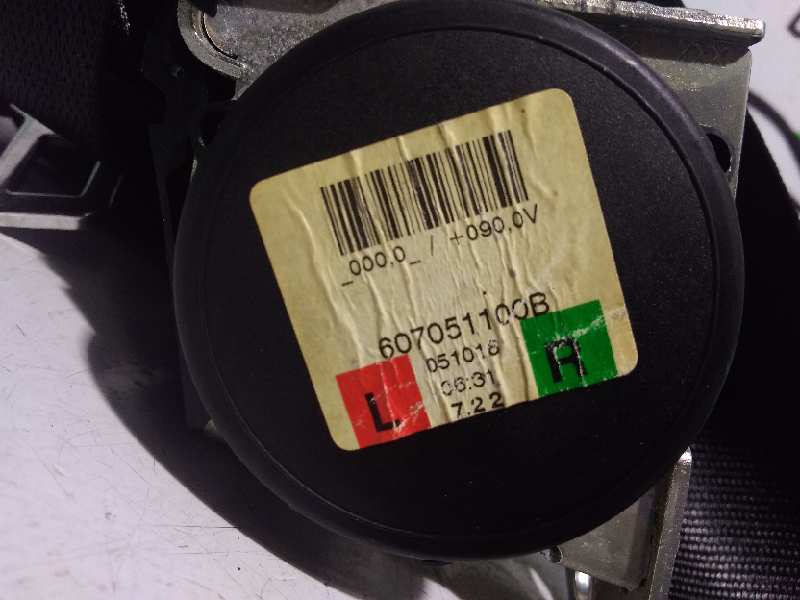 _000,0_ / +090,0V
607051100B
051016
06:31
L
R
7.22